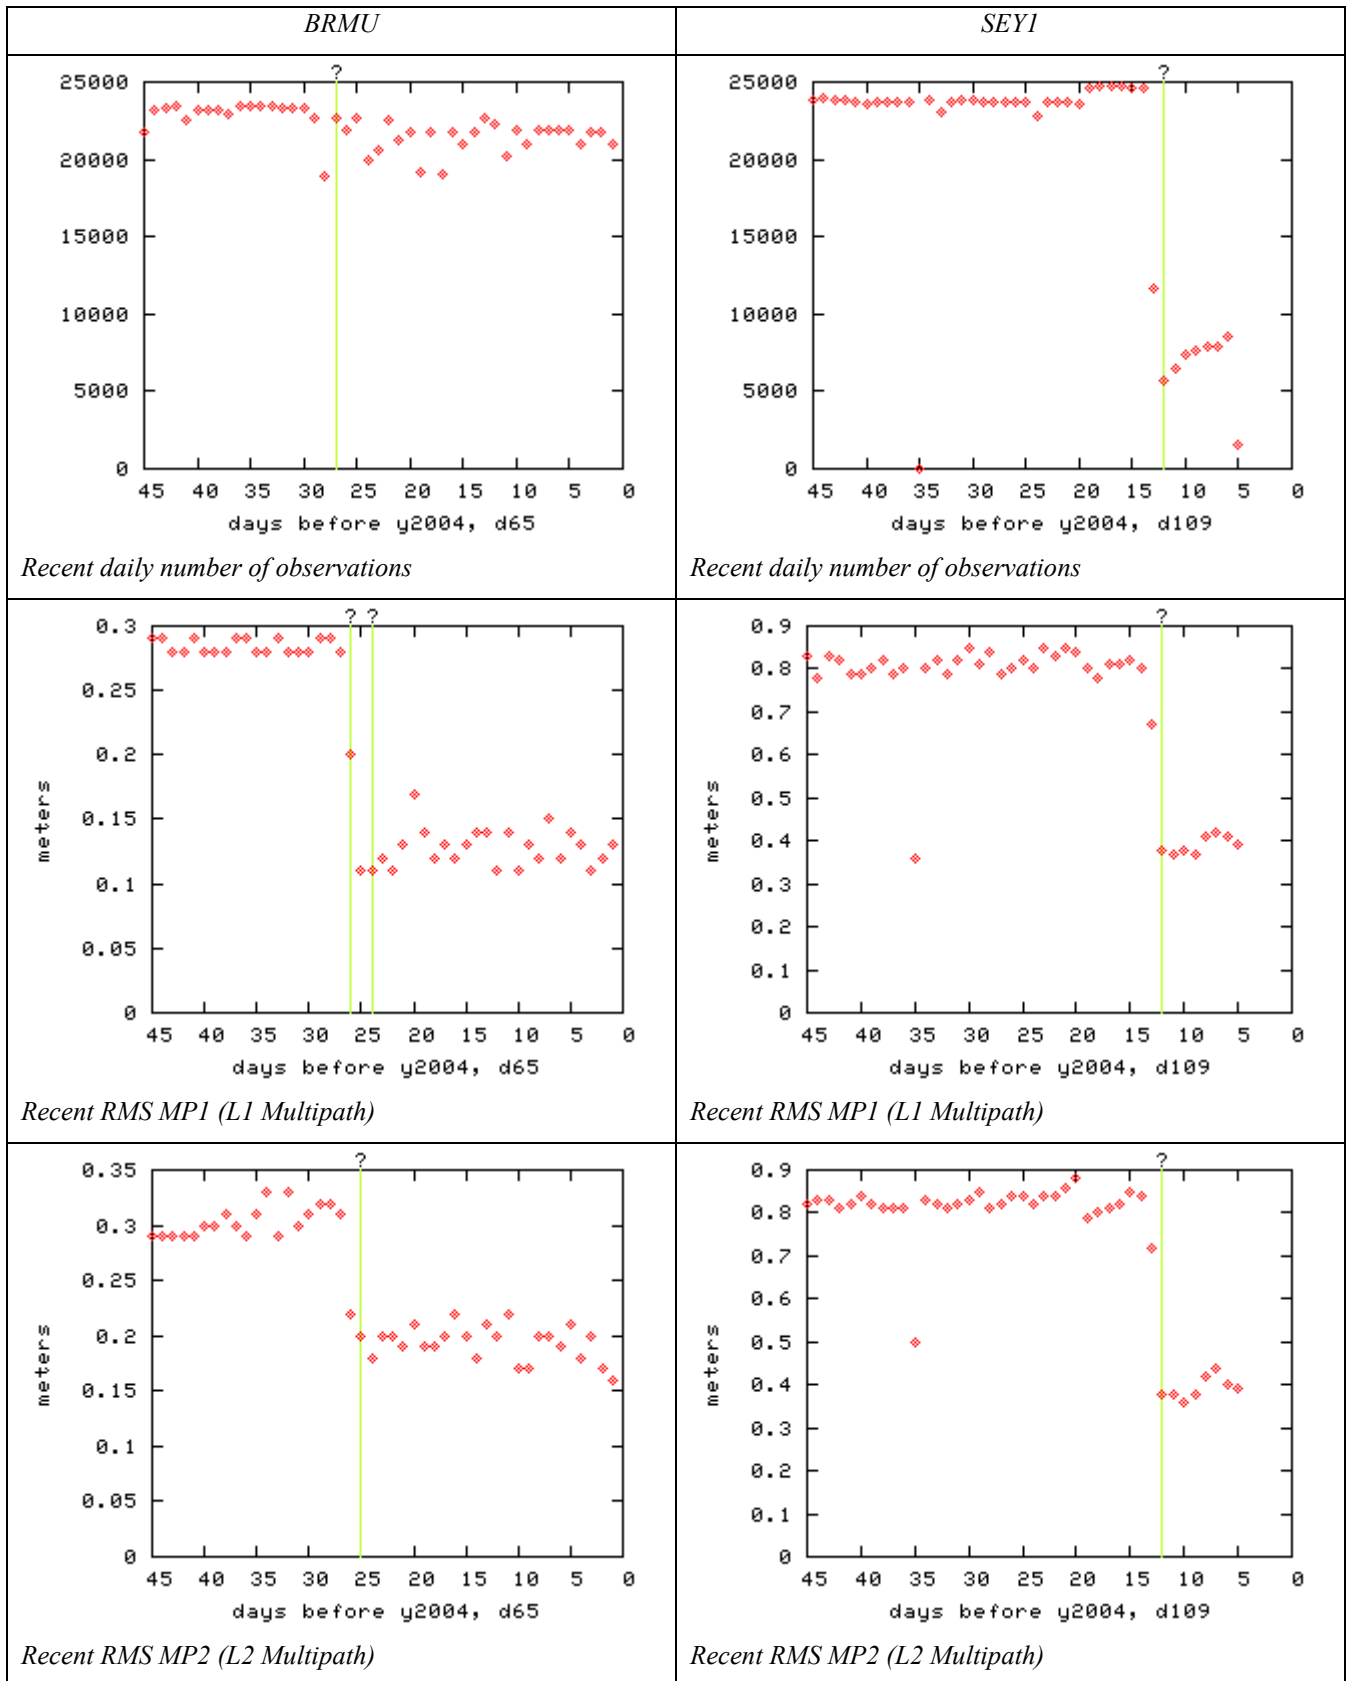 BRMU
SEY1
?
25000
20000
15000
10000
5000
0
45 40 35 30 25 20 15 10 5 0
days before y2004, d65
Recent daily number of observations
?
25000
20000
15000
10000
5000
0
45 40 35 30 25 20 15 10 5 0
days before y2004, d109
Recent daily number of observations
? ?
0.3
0.25
0.2
0.15
0.1
0.05
0
meters
45 40 35 30 25 20 15 10 5 0
days before y2004, d65
Recent RMS MP1 (L1 Multipath)
?
0.9
0.8
0.7
0.6
0.5
0.4
0.3
0.2
0.1
0
meters
45 40 35 30 25 20 15 10 5 0
days before y2004, d109
Recent RMS MP1 (L1 Multipath)
?
0.35
0.3
0.25
0.2
0.15
0.1
0.05
0
meters
45 40 35 30 25 20 15 10 5 0
days before y2004, d65
Recent RMS MP2 (L2 Multipath)
?
0.9
0.8
0.7
0.6
0.5
0.4
0.3
0.2
0.1
0
meters
45 40 35 30 25 20 15 10 5 0
days before y2004, d109
Recent RMS MP2 (L2 Multipath)